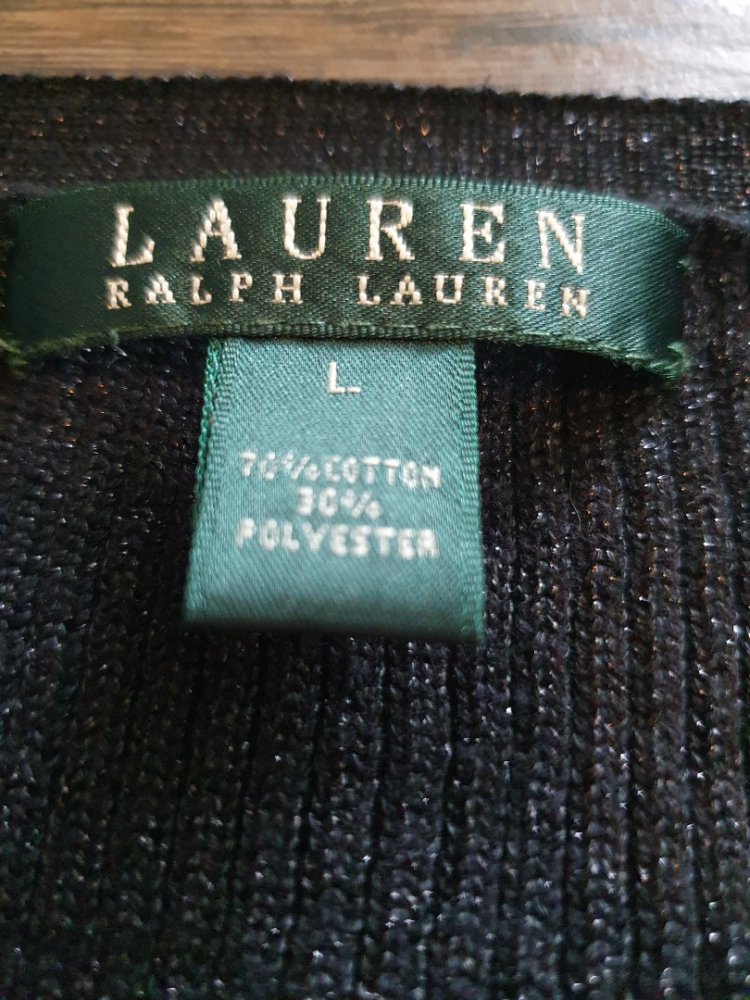 LAUREN
RALPH LAUREN
L
70% COTTON
30%
POLYESTER